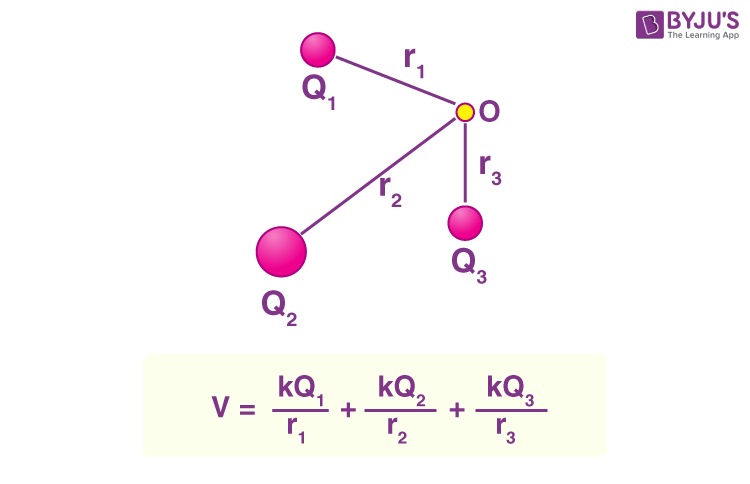 BYJU'S
The Learning App
r₁
Q₁
O
r₃
r₂
Q₃
Q₂
V = kQ₁/r₁ + kQ₂/r₂ + kQ₃/r₃